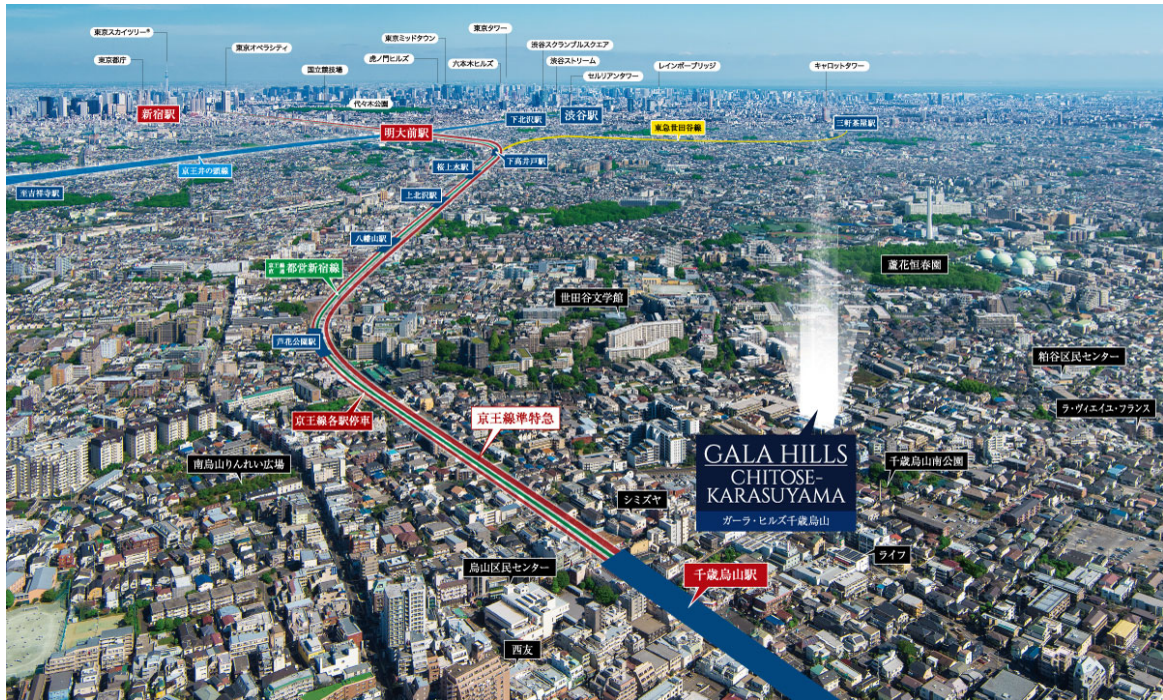 東京スカイツリー®
東京都庁
東京オペラシティ
国立競技場
虎ノ門ヒルズ
東京ミッドタウン
六本木ヒルズ
東京タワー
渋谷スクランブルスクエア
渋谷ストリーム
セルリアンタワー
レインボーブリッジ
キャロットタワー
新宿駅
代々木公園
明大前駅
下北沢駅
渋谷駅
東急世田谷線
三軒茶屋駅
京王井の頭線
至吉祥寺駅
桜上水駅
下高井戸駅
上北沢駅
八幡山駅
京王線
直通
都営新宿線
蘆花恒春園
世田谷文学館
芦花公園駅
粕谷区民センター
京王線各駅停車
京王線準特急
ラ・ヴィエイユ・フランス
GALA HILLS
CHITOSE-
KARASUYAMA
ガーラ・ヒルズ千歳烏山
南烏山りんれい広場
千歳烏山南公園
シミズヤ
ライフ
烏山区民センター
千歳烏山駅
西友